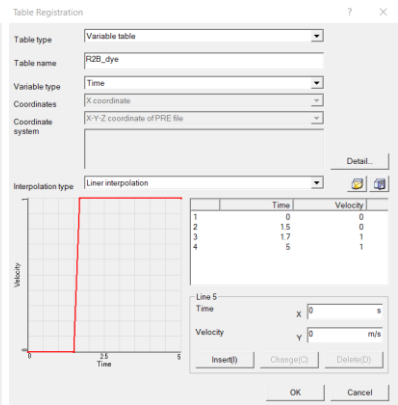 Table Registration ? ×
Table type Variable table
Table name R2B_dye
Variable type Time
Coordinates X coordinate
Coordinate system X-Y-Z coordinate of PRE file
Detail...
Interpolation type Liner interpolation
Time Velocity
1 0 0
2 1.5 0
3 1.7 1
4 5 1
1
Velocity
0
0 2.5 5
Time
Line 5
Time X 0 s
Velocity Y 0 m/s
Insert(I) Change(C) Delete(D)
OK Cancel